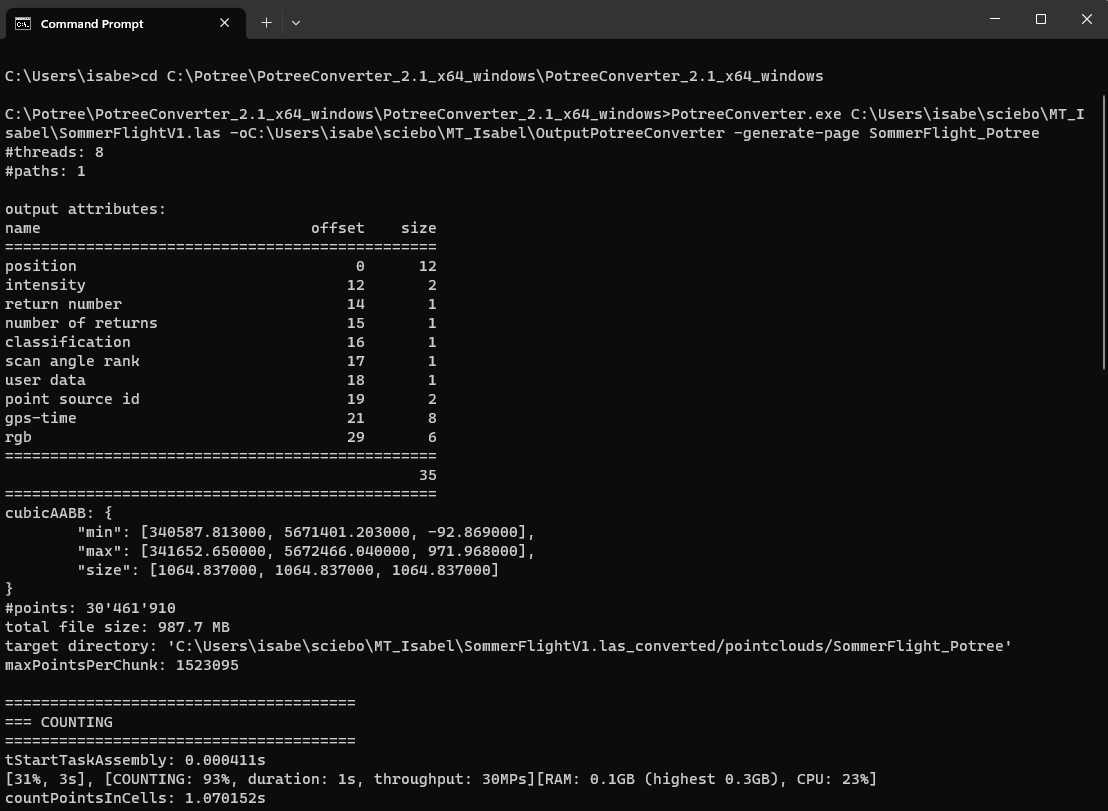 Command Prompt
C:\Users\isabe>cd C:\Potree\PotreeConverter_2.1_x64_windows\PotreeConverter_2.1_x64_windows
C:\Potree\PotreeConverter_2.1_x64_windows\PotreeConverter_2.1_x64_windows>PotreeConverter.exe C:\Users\isabe\sciebo\MT_I
sabel\SommerFlightV1.las -oC:\Users\isabe\sciebo\MT_Isabel\OutputPotreeConverter -generate-page SommerFlight_Potree
#threads: 8
#paths: 1
output attributes:
name offset size
================================================
position 0 12
intensity 12 2
return number 14 1
number of returns 15 1
classification 16 1
scan angle rank 17 1
user data 18 1
point source id 19 2
gps-time 21 8
rgb 29 6
================================================
35
================================================
cubicAABB: {
"min": [340587.813000, 5671401.203000, -92.869000],
"max": [341652.650000, 5672466.040000, 971.968000],
"size": [1064.837000, 1064.837000, 1064.837000]
}
#points: 30'461'910
total file size: 987.7 MB
target directory: 'C:\Users\isabe\sciebo\MT_Isabel\SommerFlightV1.las_converted/pointclouds/SommerFlight_Potree'
maxPointsPerChunk: 1523095
=======================================
=== COUNTING
=======================================
tStartTaskAssembly: 0.000411s
[31%, 3s], [COUNTING: 93%, duration: 1s, throughput: 30MPs][RAM: 0.1GB (highest 0.3GB), CPU: 23%]
countPointsInCells: 1.070152s